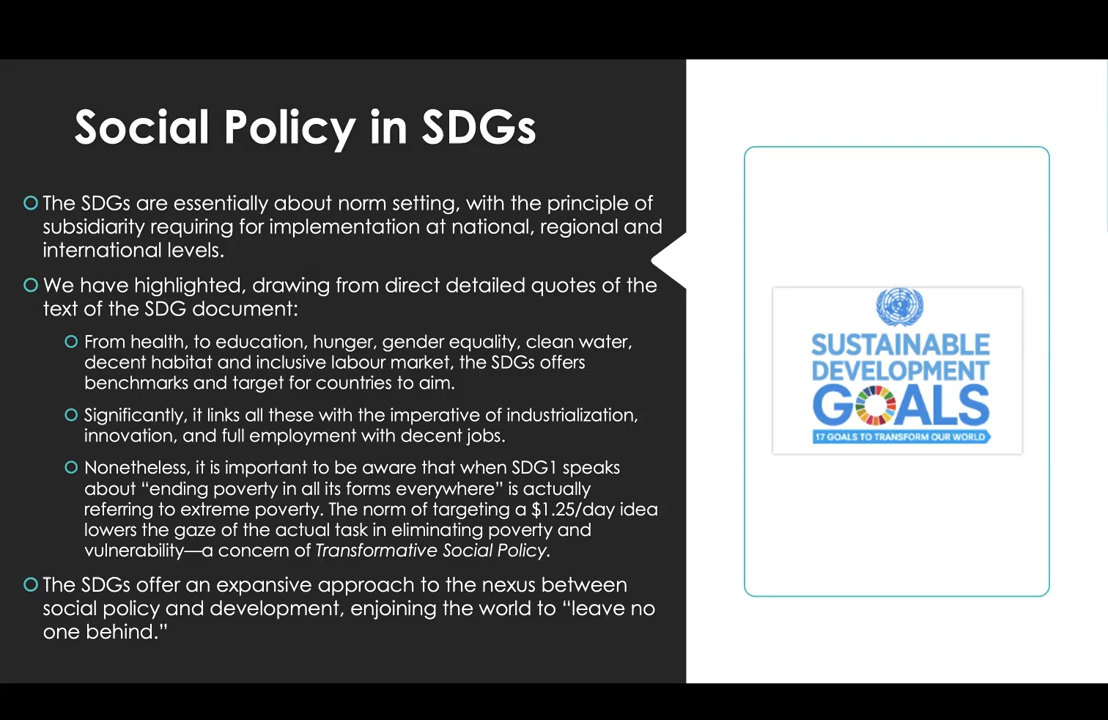 Social Policy in SDGs
The SDGs are essentially about norm setting, with the principle of
subsidiarity requiring for implementation at national, regional and
international levels.
We have highlighted, drawing from direct detailed quotes of the
text of the SDG document:
From health, to education, hunger, gender equality, clean water,
decent habitat and inclusive labour market, the SDGs offers
benchmarks and target for countries to aim.
Significantly, it links all these with the imperative of industrialization,
innovation, and full employment with decent jobs.
Nonetheless, it is important to be aware that when SDG1 speaks
about “ending poverty in all its forms everywhere” is actually
referring to extreme poverty. The norm of targeting a $1.25/day idea
lowers the gaze of the actual task in eliminating poverty and
vulnerability—a concern of Transformative Social Policy.
The SDGs offer an expansive approach to the nexus between
social policy and development, enjoining the world to “leave no
one behind.”
SUSTAINABLE
DEVELOPMENT
GOALS
17 GOALS TO TRANSFORM OUR WORLD